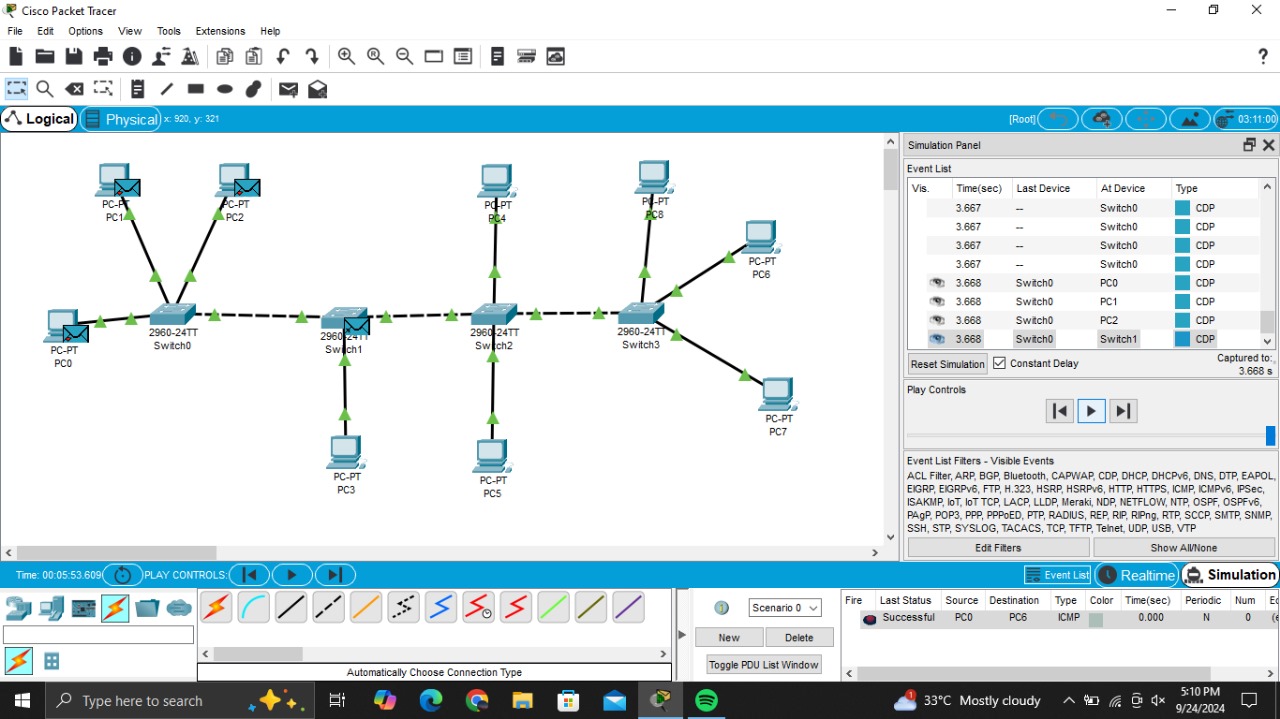 Cisco Packet Tracer
File Edit Options View Tools Extensions Help
Logical Physical x: 920, y: 321 [Root] 03:11:00
PC-PT PC1
PC-PT PC2
PC-PT PC4
PC-PT PC8
PC-PT PC6
2960-24TT Switch0
2960-24TT Switch1
2960-24TT Switch2
2960-24TT Switch3
PC-PT PC0
PC-PT PC7
PC-PT PC3
PC-PT PC5
Simulation Panel
Event List
Vis. Time(sec) Last Device At Device Type
3.667 -- Switch0 CDP
3.667 -- Switch0 CDP
3.667 -- Switch0 CDP
3.667 -- Switch0 CDP
3.668 Switch0 PC0 CDP
3.668 Switch0 PC1 CDP
3.668 Switch0 PC2 CDP
3.668 Switch0 Switch1 CDP
Reset Simulation Constant Delay Captured to:
3.668 s
Play Controls
Event List Filters - Visible Events
ACL Filter, ARP, BGP, Bluetooth, CAPWAP, CDP, DHCP, DHCPv6, DNS, DTP, EAPOL,
EIGRP, EIGRPv6, FTP, H.323, HSRP, HSRPv6, HTTP, HTTPS, ICMP, ICMPv6, IPSec,
ISAKMP, IoT, IoT TCP, LACP, LLDP, Meraki, NDP, NETFLOW, NTP, OSPF, OSPFv6,
PAgP, POP3, PPP, PPPoED, PTP, RADIUS, REP, RIP, RIPng, RTP, SCCP, SMTP, SNMP,
SSH, STP, SYSLOG, TACACS, TCP, TFTP, Telnet, UDP, USB, VTP
Edit Filters Show All/None
Time: 00:05:53.609 PLAY CONTROLS: Event List Realtime Simulation
Scenario 0
New Delete
Toggle PDU List Window
Fire Last Status Source Destination Type Color Time(sec) Periodic Num
Successful PC0 PC6 ICMP 0.000 N 0
Automatically Choose Connection Type
Type here to search
1 33°C Mostly cloudy
5:10 PM
9/24/2024